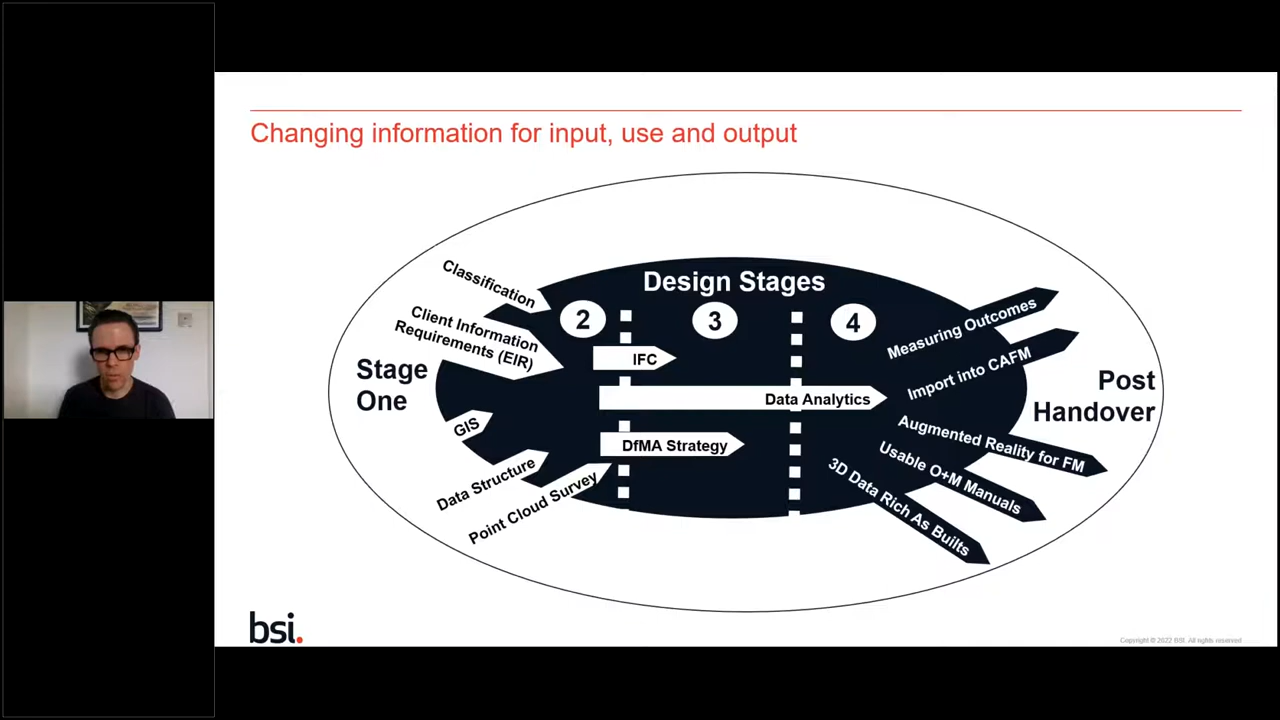 Changing information for input, use and output
Design Stages
2
3
4
Classification
Client Information
Requirements (EIR)
Stage
One
GIS
Data Structure
Point Cloud Survey
IFC
Data Analytics
DfMA Strategy
Measuring Outcomes
Import into CAFM
Augmented Reality for FM
Usable O+M Manuals
3D Data Rich As Builts
Post
Handover
bsi.
Copyright © 2022 BSI. All rights reserved